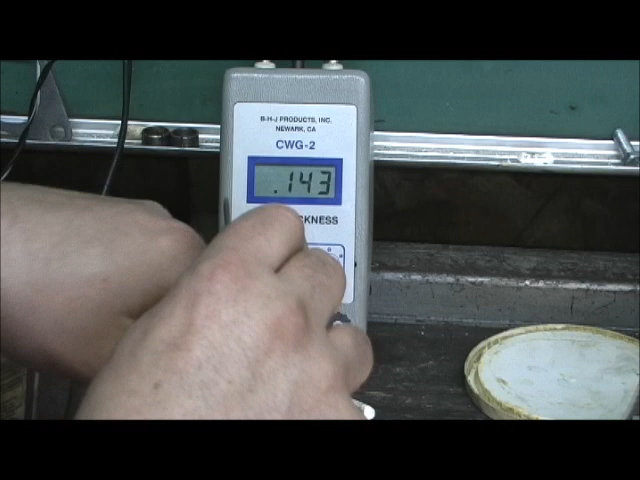 B-H-J PRODUCTS, INC.
NEWARK, CA
CWG-2
.143